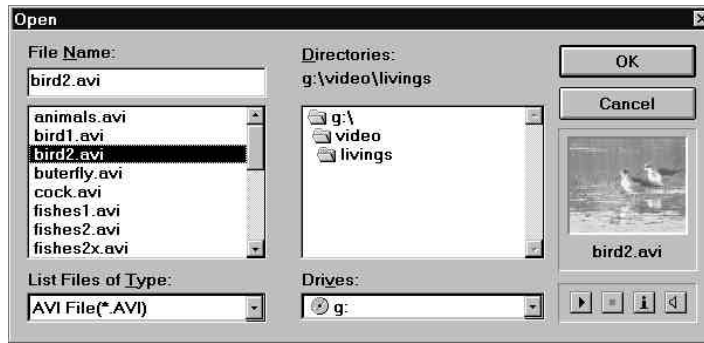 Open
File Name:
bird2.avi
animals.avi
bird1.avi
bird2.avi
buterfly.avi
cock.avi
fishes1.avi
fishes2.avi
fishes2x.avi
List Files of Type:
AVI File(*.AVI)
Directories:
g:\video\livings
g:\
video
livings
Drives:
g:
OK
Cancel
bird2.avi